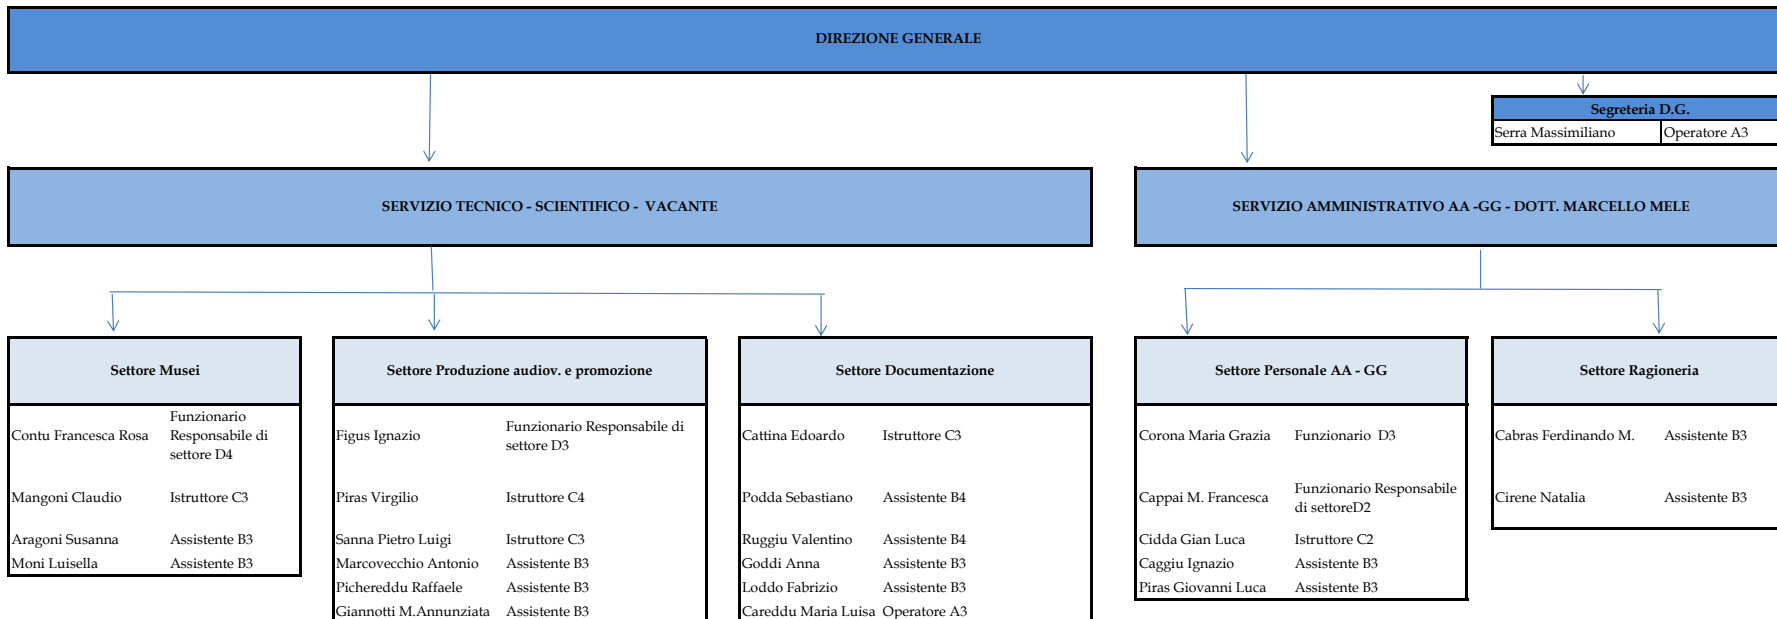 DIREZIONE GENERALE
Segreteria D.G.
Serra Massimiliano Operatore A3
SERVIZIO TECNICO - SCIENTIFICO - VACANTE
SERVIZIO AMMINISTRATIVO AA -GG - DOTT. MARCELLO MELE
Settore Musei
Contu Francesca Rosa
Funzionario
Responsabile di
settore D4
Mangoni Claudio Istruttore C3
Aragoni Susanna Assistente B3
Moni Luisella Assistente B3
Settore Produzione audiov. e promozione
Figus Ignazio
Funzionario Responsabile di
settore D3
Piras Virgilio Istruttore C4
Sanna Pietro Luigi Istruttore C3
Marcovecchio Antonio Assistente B3
Pichereddu Raffaele Assistente B3
Giannotti M.Annunziata Assistente B3
Settore Documentazione
Cattina Edoardo Istruttore C3
Podda Sebastiano Assistente B4
Ruggiu Valentino Assistente B4
Goddi Anna Assistente B3
Loddo Fabrizio Assistente B3
Careddu Maria Luisa Operatore A3
Settore Personale AA - GG
Corona Maria Grazia Funzionario D3
Cappai M. Francesca
Funzionario Responsabile
di settoreD2
Cidda Gian Luca Istruttore C2
Caggiu Ignazio Assistente B3
Piras Giovanni Luca Assistente B3
Settore Ragioneria
Cabras Ferdinando M. Assistente B3
Cirene Natalia Assistente B3